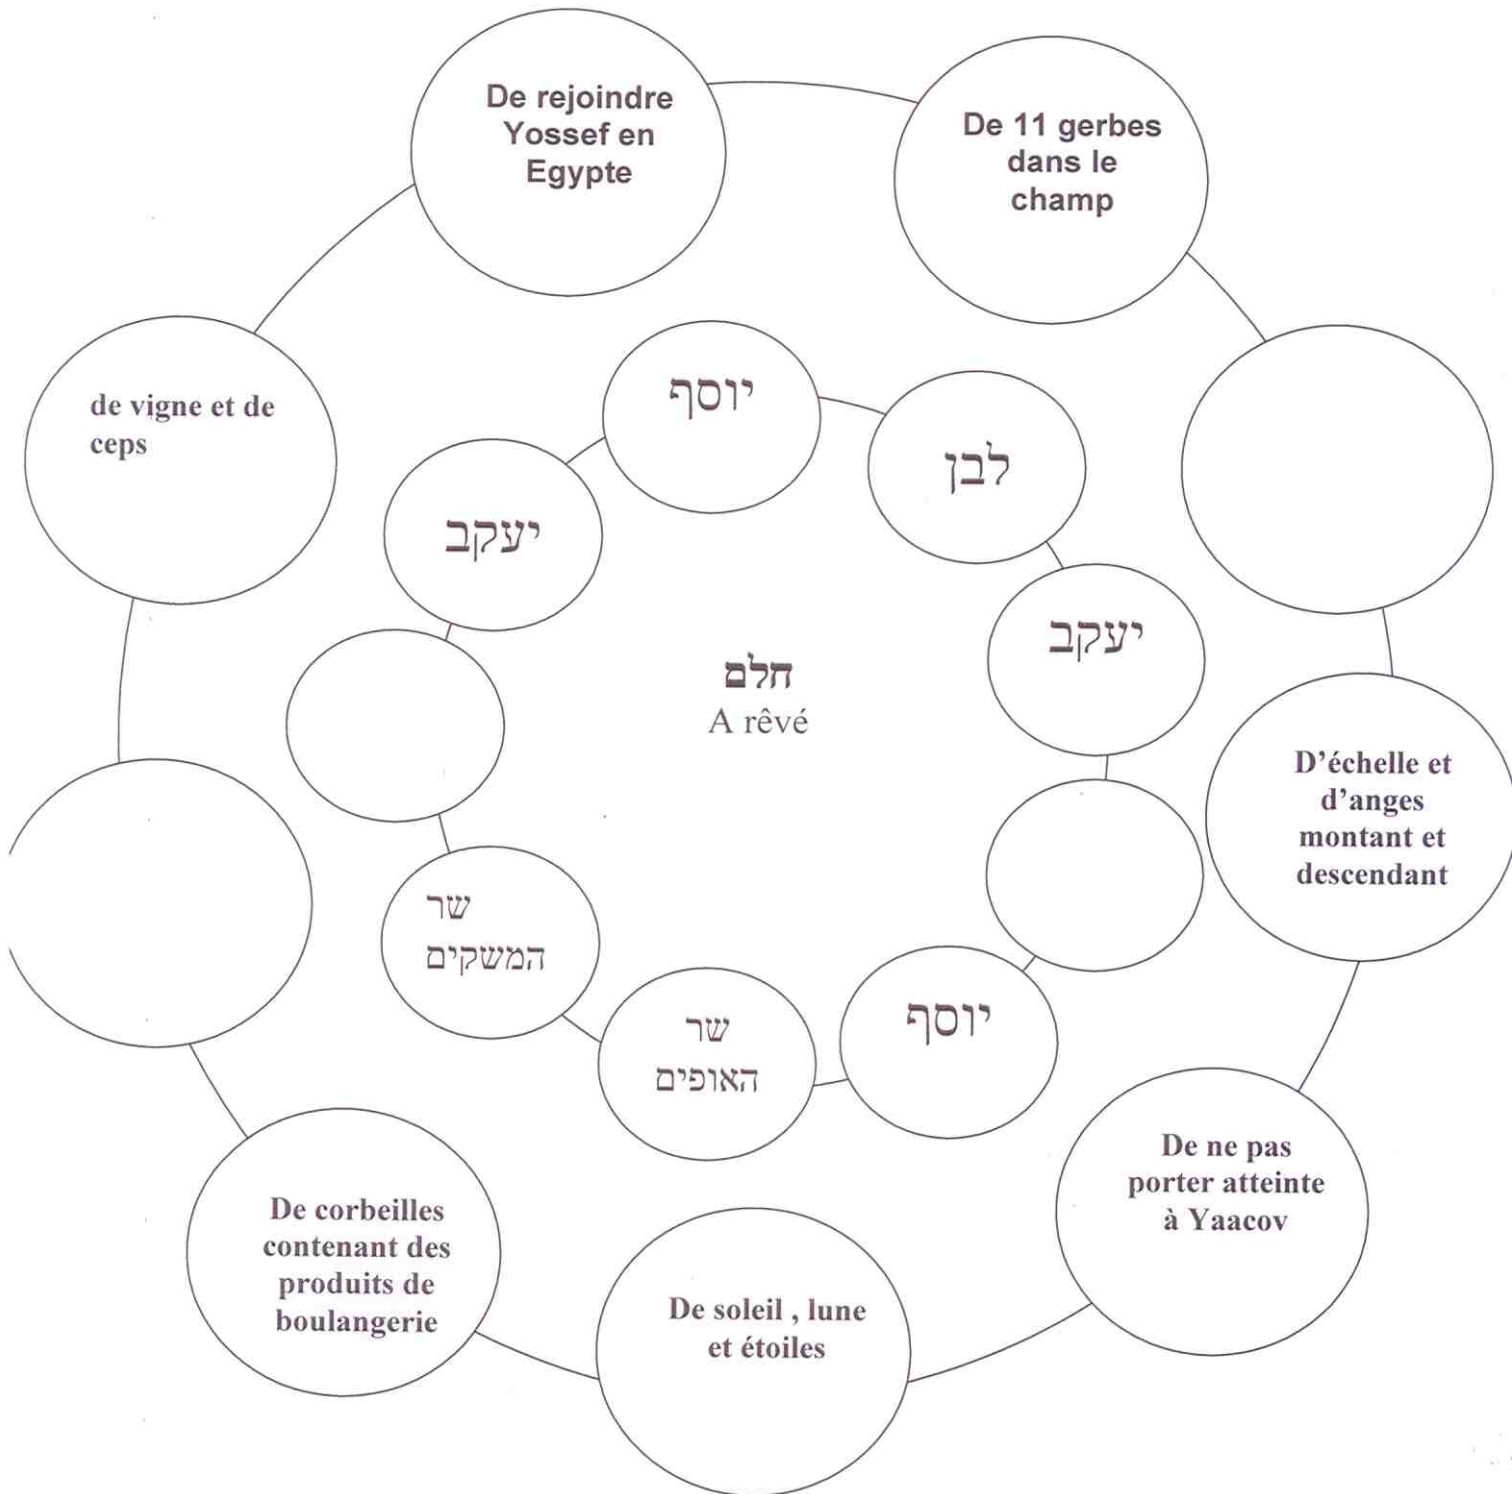 De rejoindre
Yossef en
Egypte
De 11 gerbes
dans le
champ
de vigne et de
ceps
יוסף
לבן
יעקב
יעקב
חלם
A rêvé
D'échelle et
d'anges
montant et
descendant
שר
המשקים
שר
האופים
יוסף
De ne pas
porter atteinte
à Yaacov
De corbeilles
contenant des
produits de
boulangerie
De soleil , lune
et étoiles